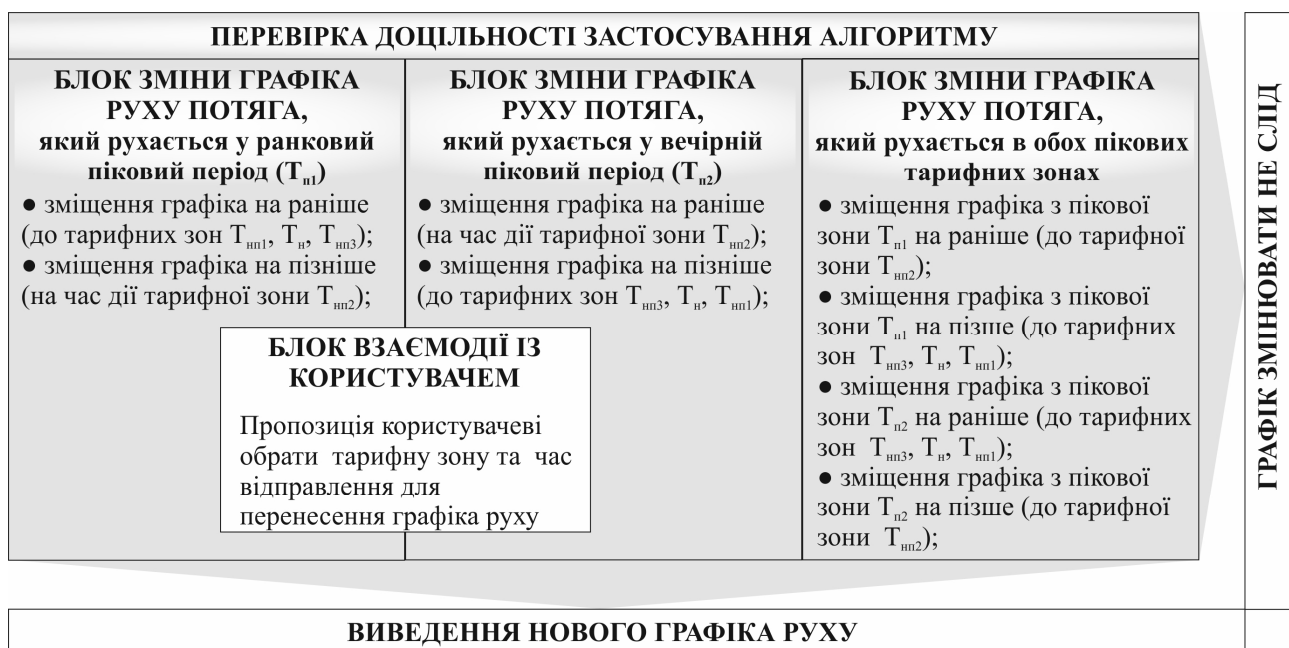 ПЕРЕВІРКА ДОЦІЛЬНОСТІ ЗАСТОСУВАННЯ АЛГОРИТМУ
БЛОК ЗМІНИ ГРАФІКА
РУХУ ПОТЯГА,
який рухається у ранковий
піковий період (Тп1)
● зміщення графіка на раніше
(до тарифних зон Тнп1, Тн, Тнп3);
● зміщення графіка на пізніше
(на час дії тарифної зони Тнп2);
БЛОК ЗМІНИ ГРАФІКА
РУХУ ПОТЯГА,
який рухається у вечірній
піковий період (Тп2)
● зміщення графіка на раніше
(на час дії тарифної зони Тнп2);
● зміщення графіка на пізніше
(до тарифних зон Тнп3, Тн, Тнп1);
БЛОК ЗМІНИ ГРАФІКА
РУХУ ПОТЯГА,
який рухається в обох пікових
тарифних зонах
● зміщення графіка з пікової
зони Тп1 на раніше (до тарифної
зони Тнп2);
● зміщення графіка з пікової
зони Тп1 на пізше (до тарифних
зон Тнп3, Тн, Тнп1);
● зміщення графіка з пікової
зони Тп2 на раніше (до тарифних
зон Тнп3, Тн, Тнп1);
● зміщення графіка з пікової
зони Тп2 на пізше (до тарифної
зони Тнп2);
БЛОК ВЗАЄМОДІЇ ІЗ
КОРИСТУВАЧЕМ
Пропозиція користувачеві
обрати тарифну зону та час
відправлення для
перенесення графіка руху
ГРАФІК ЗМІНЮВАТИ НЕ СЛІД
ВИВЕДЕННЯ НОВОГО ГРАФІКА РУХУ